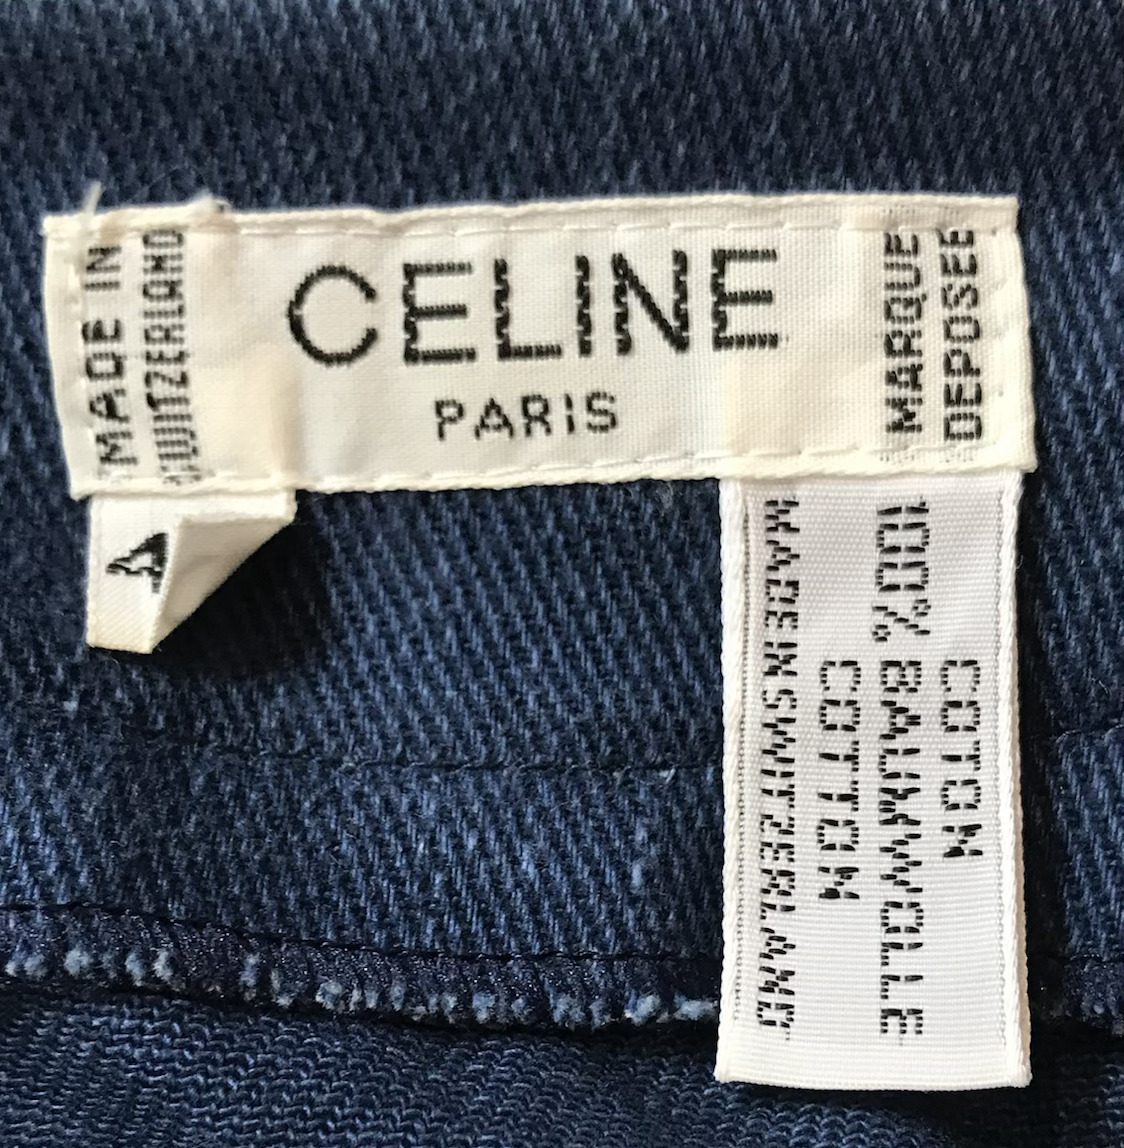 MADE IN
SWITZERLAND
CELINE
PARIS
MARQUE
DEPOSEE
4
COTON
100% BAUMWOLLE
COTTON
MADE IN SWITZERLAND